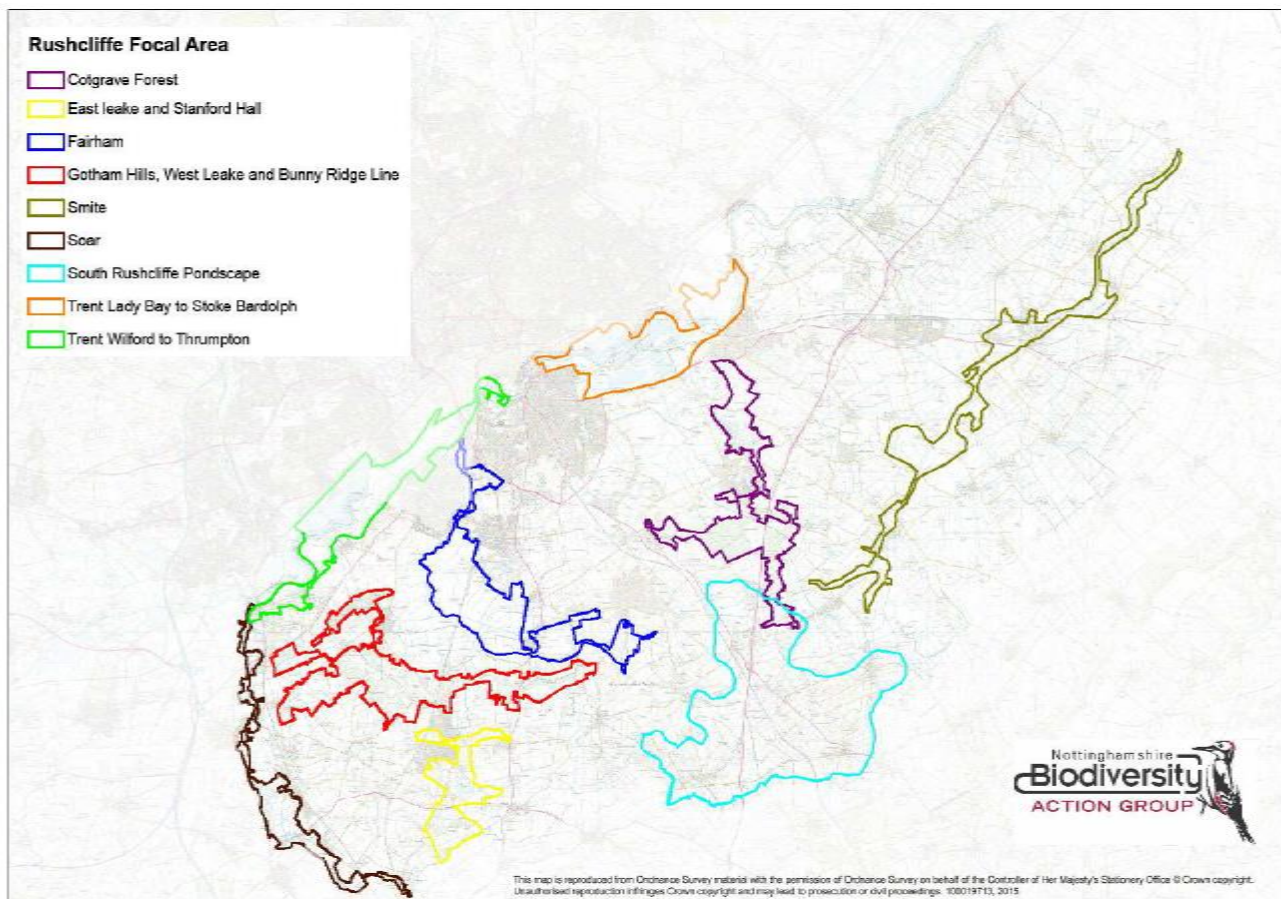 Rushcliffe Focal Area
Cotgrave Forest
East leake and Stanford Hall
Fairham
Gotham Hills, West Leake and Bunny Ridge Line
Smite
Soar
South Rushcliffe Pondscape
Trent Lady Bay to Stoke Bardolph
Trent Wilford to Thrumpton
Nottinghamshire
Biodiversity
ACTION GROUP
This map is reproduced from Ordnance Survey material with the permission of Ordnance Survey on behalf of the Controller of Her Majesty's Stationery Office © Crown copyright.
Unauthorised reproduction infringes Crown copyright and may lead to prosecution or civil proceedings. 100019713, 2015